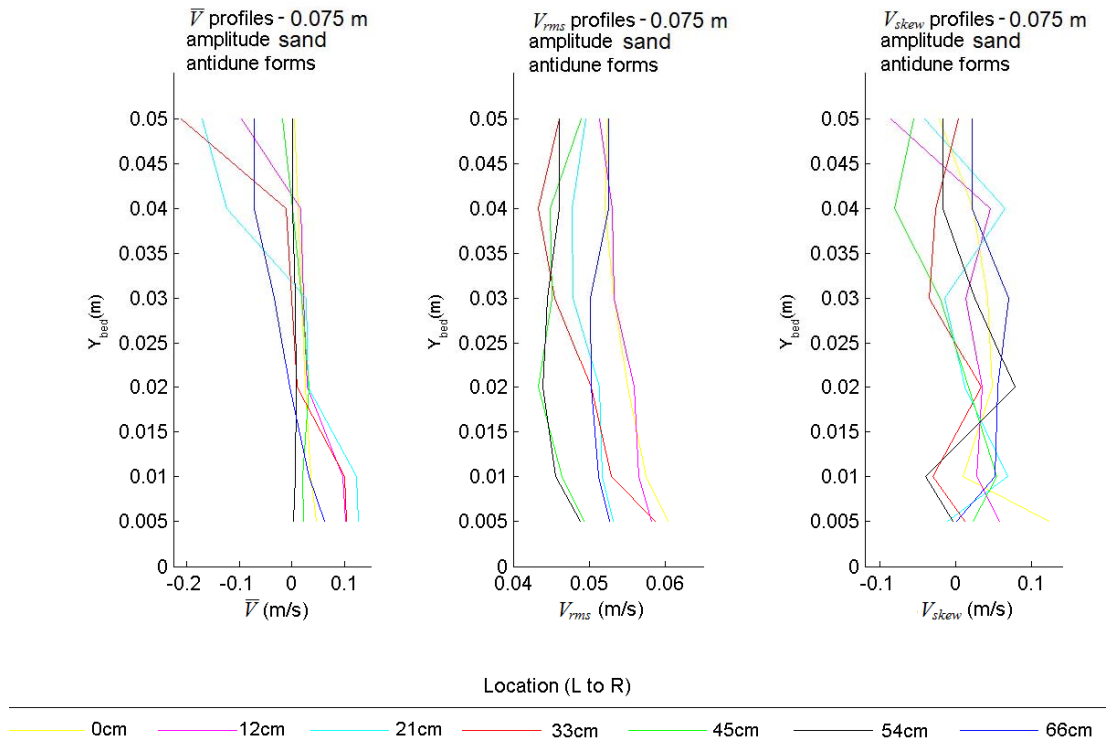 V̅ profiles - 0.075 m
amplitude sand
antidune forms
0.05
0.045
0.04
0.035
0.03
0.025
0.02
0.015
0.01
0.005
0
Y_bed(m)
-0.2 -0.1 0 0.1
V̅ (m/s)
V_rms profiles - 0.075 m
amplitude sand
antidune forms
0.05
0.045
0.04
0.035
0.03
0.025
0.02
0.015
0.01
0.005
0
Y_bed(m)
0.04 0.05 0.06
V_rms (m/s)
V_skew profiles - 0.075 m
amplitude sand
antidune forms
0.05
0.045
0.04
0.035
0.03
0.025
0.02
0.015
0.01
0.005
0
Y_bed(m)
-0.1 0 0.1
V_skew (m/s)
Location (L to R)
0cm 12cm 21cm 33cm 45cm 54cm 66cm